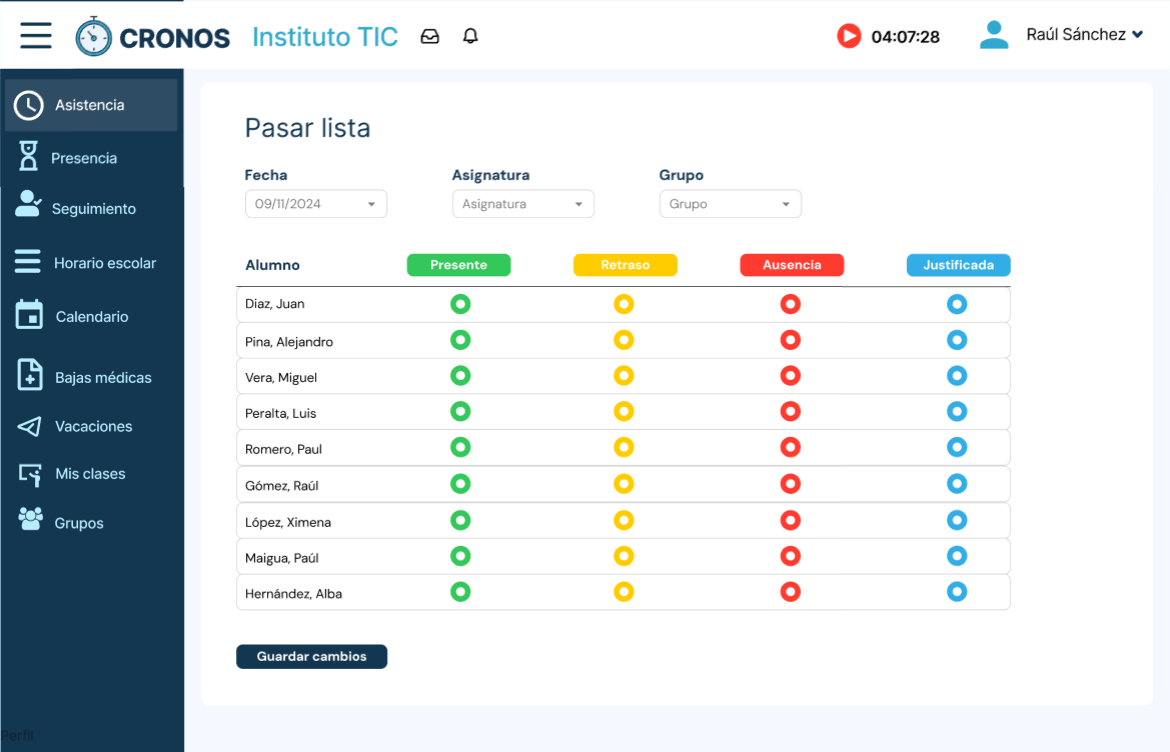 CRONOS Instituto TIC 04:07:28 Raúl Sánchez
Asistencia
Presencia
Seguimiento
Horario escolar
Calendario
Bajas médicas
Vacaciones
Mis clases
Grupos
Perfil
Pasar lista
Fecha Asignatura Grupo
09/11/2024 Asignatura Grupo
Alumno Presente Retraso Ausencia Justificada
Diaz, Juan
Pina, Alejandro
Vera, Miguel
Peralta, Luis
Romero, Paul
Gómez, Raúl
López, Ximena
Maigua, Paúl
Hernández, Alba
Guardar cambios